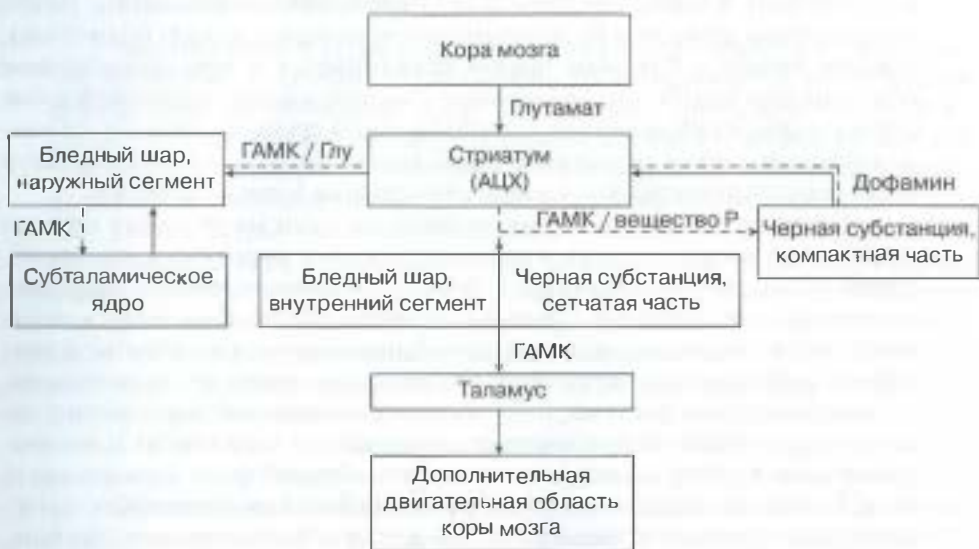 Кора мозга
Глутамат
Бледный шар,
наружный сегмент
ГАМК / Глу
Стриатум
(АЦХ)
Дофамин
ГАМК
ГАМК / вещество Р
Черная субстанция,
компактная часть
Субталамическое
ядро
Бледный шар,
внутренний сегмент
Черная субстанция,
сетчатая часть
ГАМК
Таламус
Дополнительная
двигательная область
коры мозга